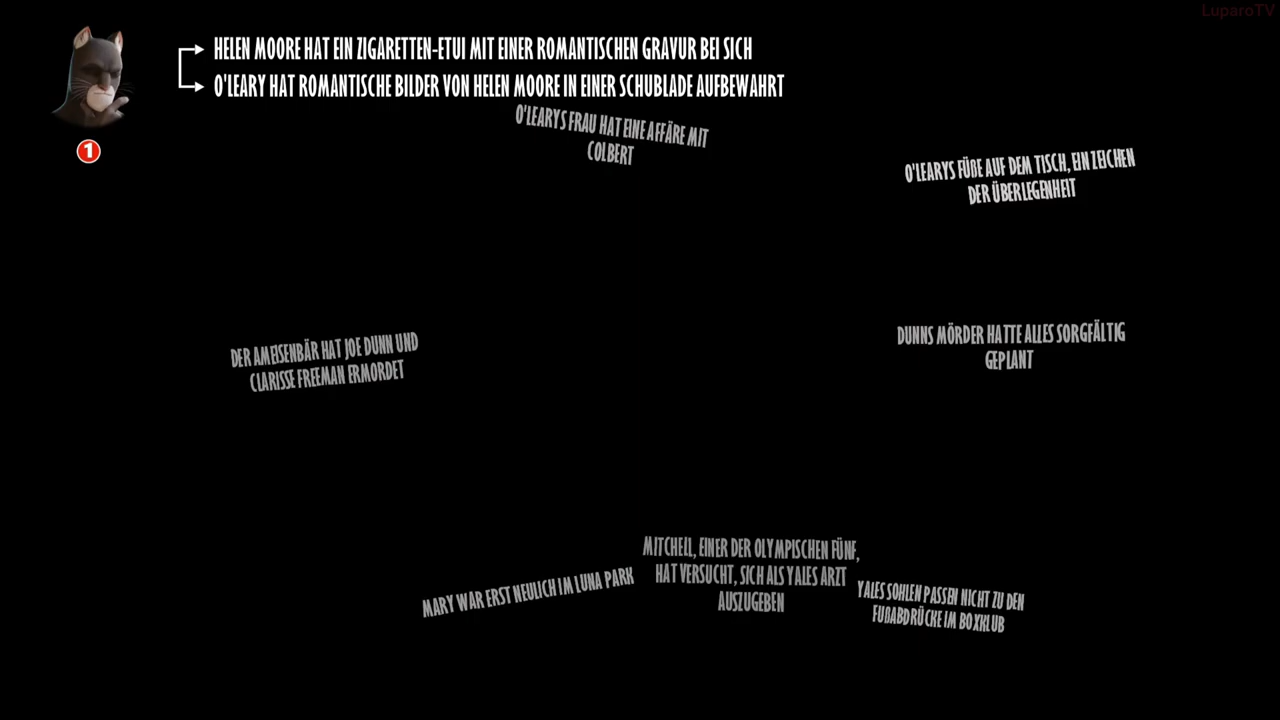 LuparoTV
HELEN MOORE HAT EIN ZIGARETTEN-ETUI MIT EINER ROMANTISCHEN GRAVUR BEI SICH
O'LEARY HAT ROMANTISCHE BILDER VON HELEN MOORE IN EINER SCHUBLADE AUFBEWAHRT
1
O'LEARYS FRAU HAT EINE AFFÄRE MIT
COLBERT
O'LEARYS FÜßE AUF DEM TISCH, EIN ZEICHEN
DER ÜBERLEGENHEIT
DER AMEISENBÄR HAT JOE DUNN UND
CLARISSE FREEMAN ERMORDET
DUNNS MÖRDER HATTE ALLES SORGFÄLTIG
GEPLANT
MARY WAR ERST NEULICH IM LUNA PARK
MITCHELL, EINER DER OLYMPISCHEN FÜNF,
HAT VERSUCHT, SICH ALS YALES ARZT
AUSZUGEBEN
YALES SOHLEN PASSEN NICHT ZU DEN
FUßABDRÜCKE IM BOXKLUB